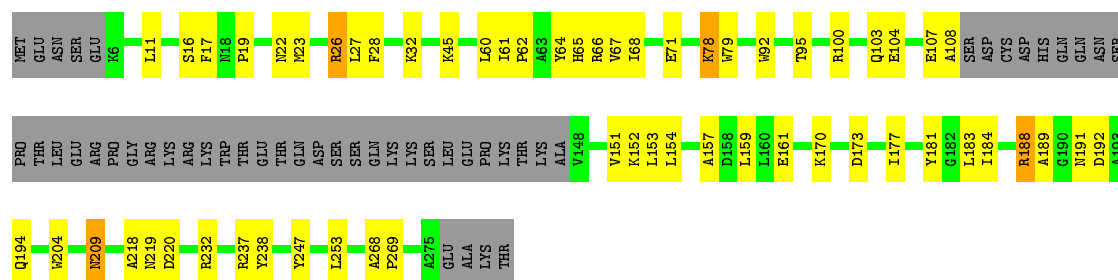 MET GLU ASN SER GLU K6 L11 S16 F17 N18 P19 N22 M23 R26 L27 F28 K32 K45 L60 I61 P62 A63 Y64 H65 R66 V67 I68 E71 K78 W79 W92 T95 R100 Q103 E104 E107 A108 SER ASP CYS ASP HIS GLN GLN ASN SER
PRO THR LEU GLU ARG PRO GLY ARG LYS ARG LYS TRP THR GLU THR GLN ASP SER SER GLN LYS LYS SER LEU GLU PRO LYS THR LYS ALA V148 V151 K152 L153 L154 A157 D158 L159 L160 E161 K170 D173 I177 Y181 G182 L183 I184 R188 A189 G190 N191 D192 A193
Q194 W204 N209 A218 N219 D220 R232 R237 Y238 Y247 L253 A268 P269 A275 GLU ALA LYS THR